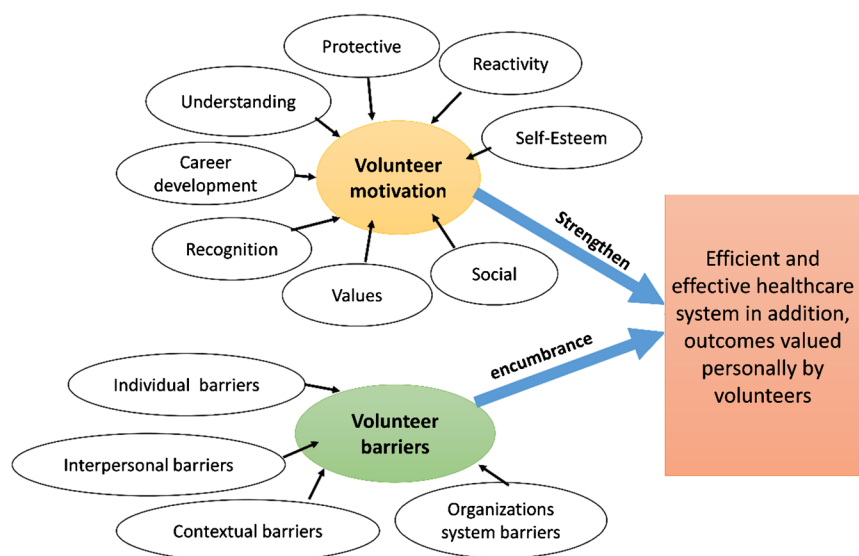 Protective
Reactivity
Understanding
Self-Esteem
Volunteer
motivation
Career
development
Recognition
Values
Social
Strengthen
Efficient and
effective healthcare
system in addition,
outcomes valued
personally by
volunteers
encumbrance
Individual barriers
Volunteer
barriers
Interpersonal barriers
Contextual barriers
Organizations
system barriers